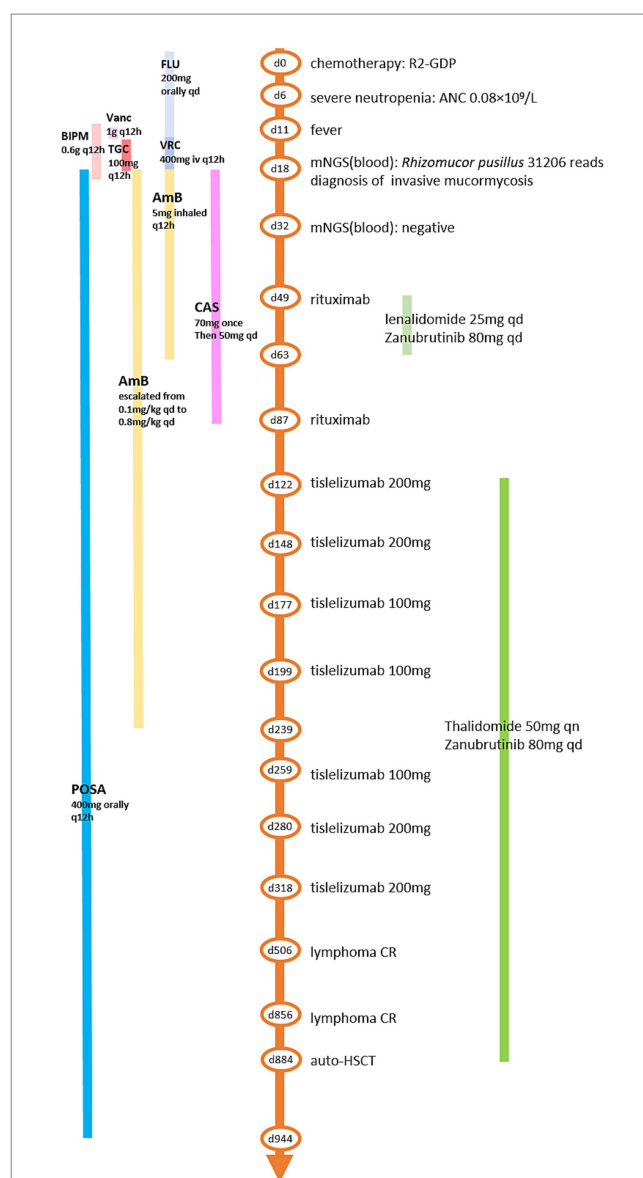 FLU
200mg
orally qd
d0
chemotherapy: R2-GDP
d6
severe neutropenia: ANC 0.08×10⁹/L
Vanc
1g q12h
BIPM
0.6g q12h
TGC
100mg
q12h
VRC
400mg iv q12h
d11
fever
d18
mNGS(blood): Rhizomucor pusillus 31206 reads
diagnosis of invasive mucormycosis
AmB
5mg inhaled
q12h
d32
mNGS(blood): negative
d49
rituximab
CAS
70mg once
Then 50mg qd
lenalidomide 25mg qd
Zanubrutinib 80mg qd
d63
AmB
escalated from
0.1mg/kg qd to
0.8mg/kg qd
d87
rituximab
d122
tislelizumab 200mg
d148
tislelizumab 200mg
d177
tislelizumab 100mg
d199
tislelizumab 100mg
d239
Thalidomide 50mg qn
Zanubrutinib 80mg qd
d259
tislelizumab 100mg
POSA
400mg orally
q12h
d280
tislelizumab 200mg
d318
tislelizumab 200mg
d506
lymphoma CR
d856
lymphoma CR
d884
auto-HSCT
d944